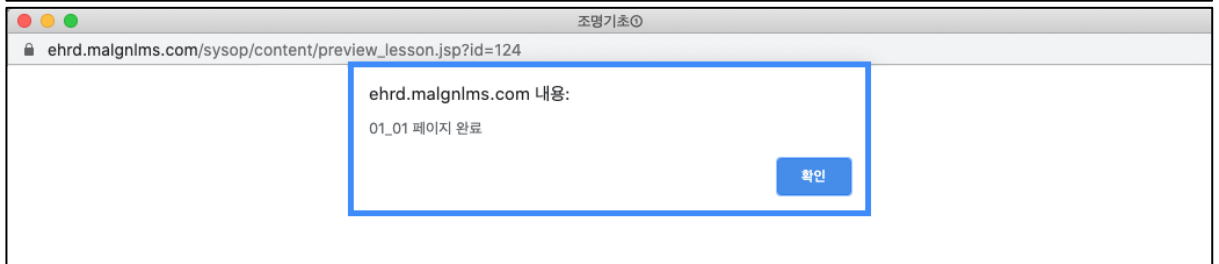 조명기초①
ehrd.malgnlms.com/sysop/content/preview_lesson.jsp?id=124
ehrd.malgnlms.com 내용:
01_01 페이지 완료
확인